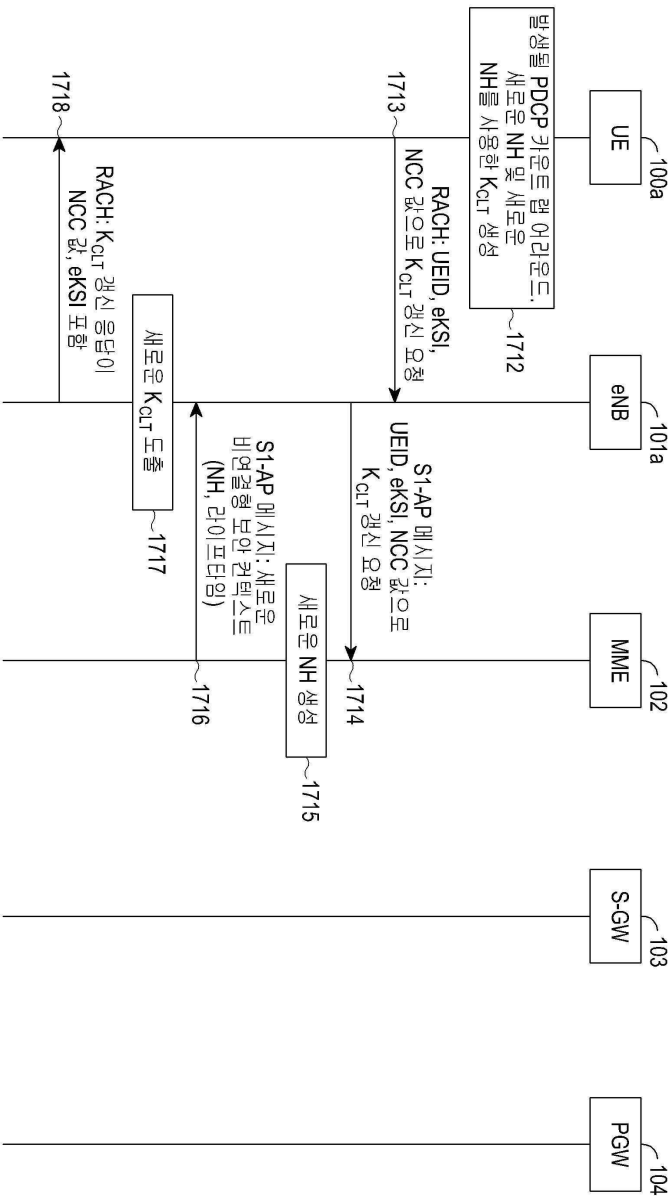 100a
UE
101a
eNB
102
MME
103
S-GW
104
PGW
발생될 PDCP 카운트 랩 어라운드.
새로운 NH 및 새로운
NH를 사용한 KCLT 생성
1712
1713
RACH: UEID, eKSI,
NCC 값으로 KCLT 갱신 요청
S1-AP 메시지:
UEID, eKSI, NCC 값으로
KCLT 갱신 요청
1714
새로운 NH 생성
1715
S1-AP 메시지: 새로운
비연결형 보안 컨텍스트
(NH, 라이프타임)
1716
새로운 KCLT 도출
1717
1718
RACH: KCLT 갱신 응답이
NCC 값, eKSI 포함